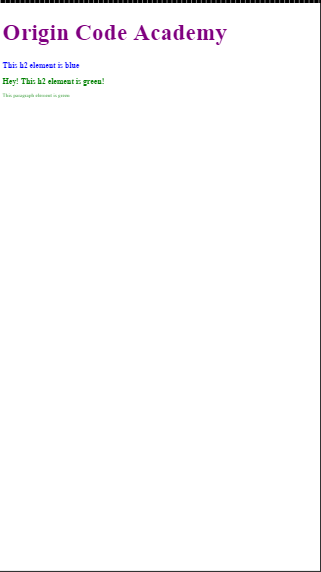 Origin Code Academy
This h2 element is blue
Hey! This h2 element is green!
This paragraph element is green